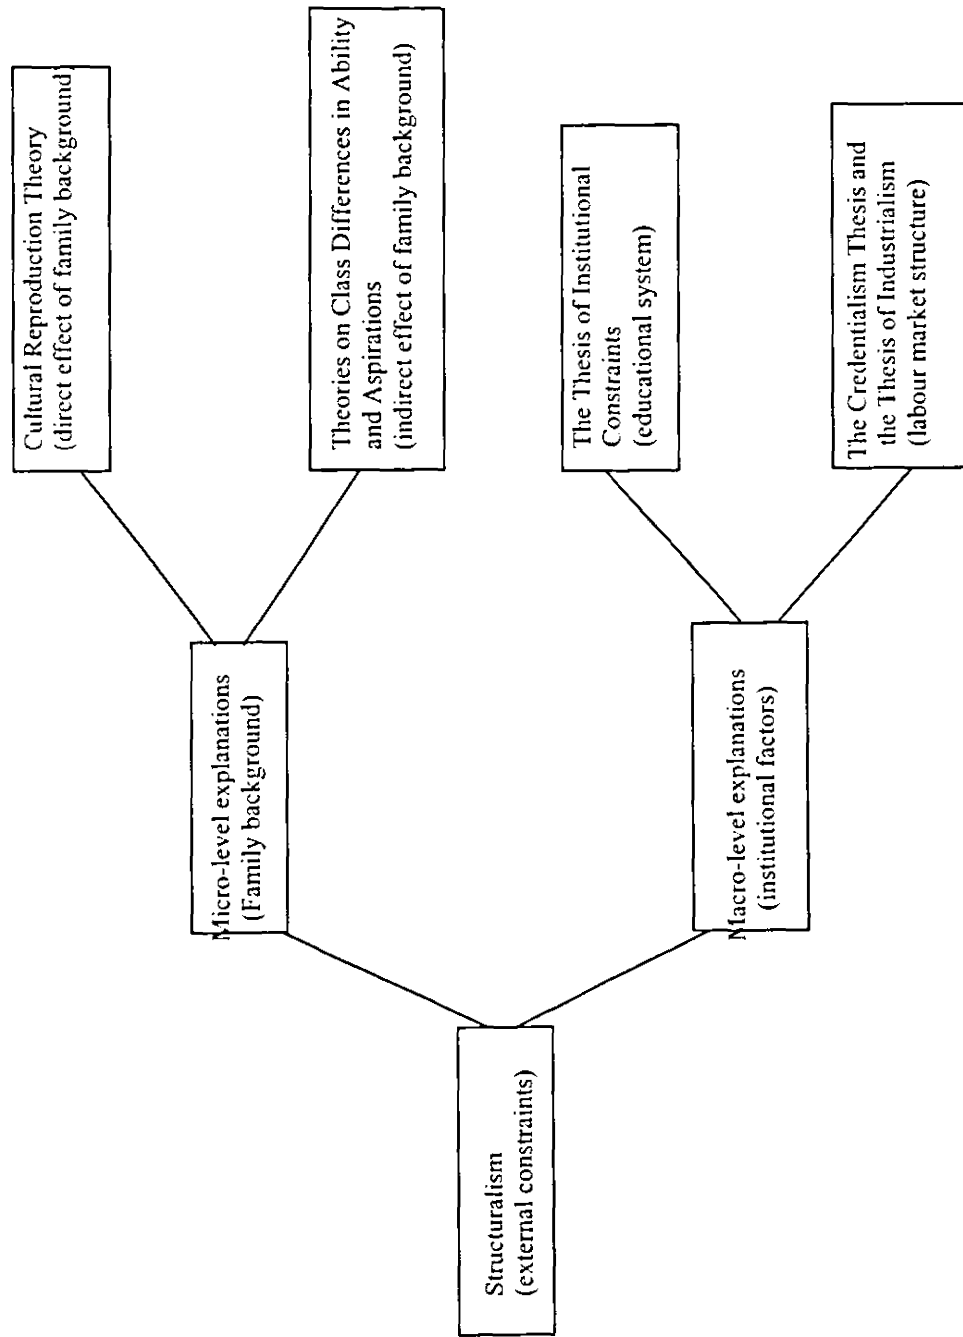 Structuralism
(external constraints)
Micro-level explanations
(Family background)
Macro-level explanations
(institutional factors)
Cultural Reproduction Theory
(direct effect of family background)
Theories on Class Differences in Ability
and Aspirations
(indirect effect of family background)
The Thesis of Institutional
Constraints
(educational system)
The Credentialism Thesis and
the Thesis of Industrialism
(labour market structure)